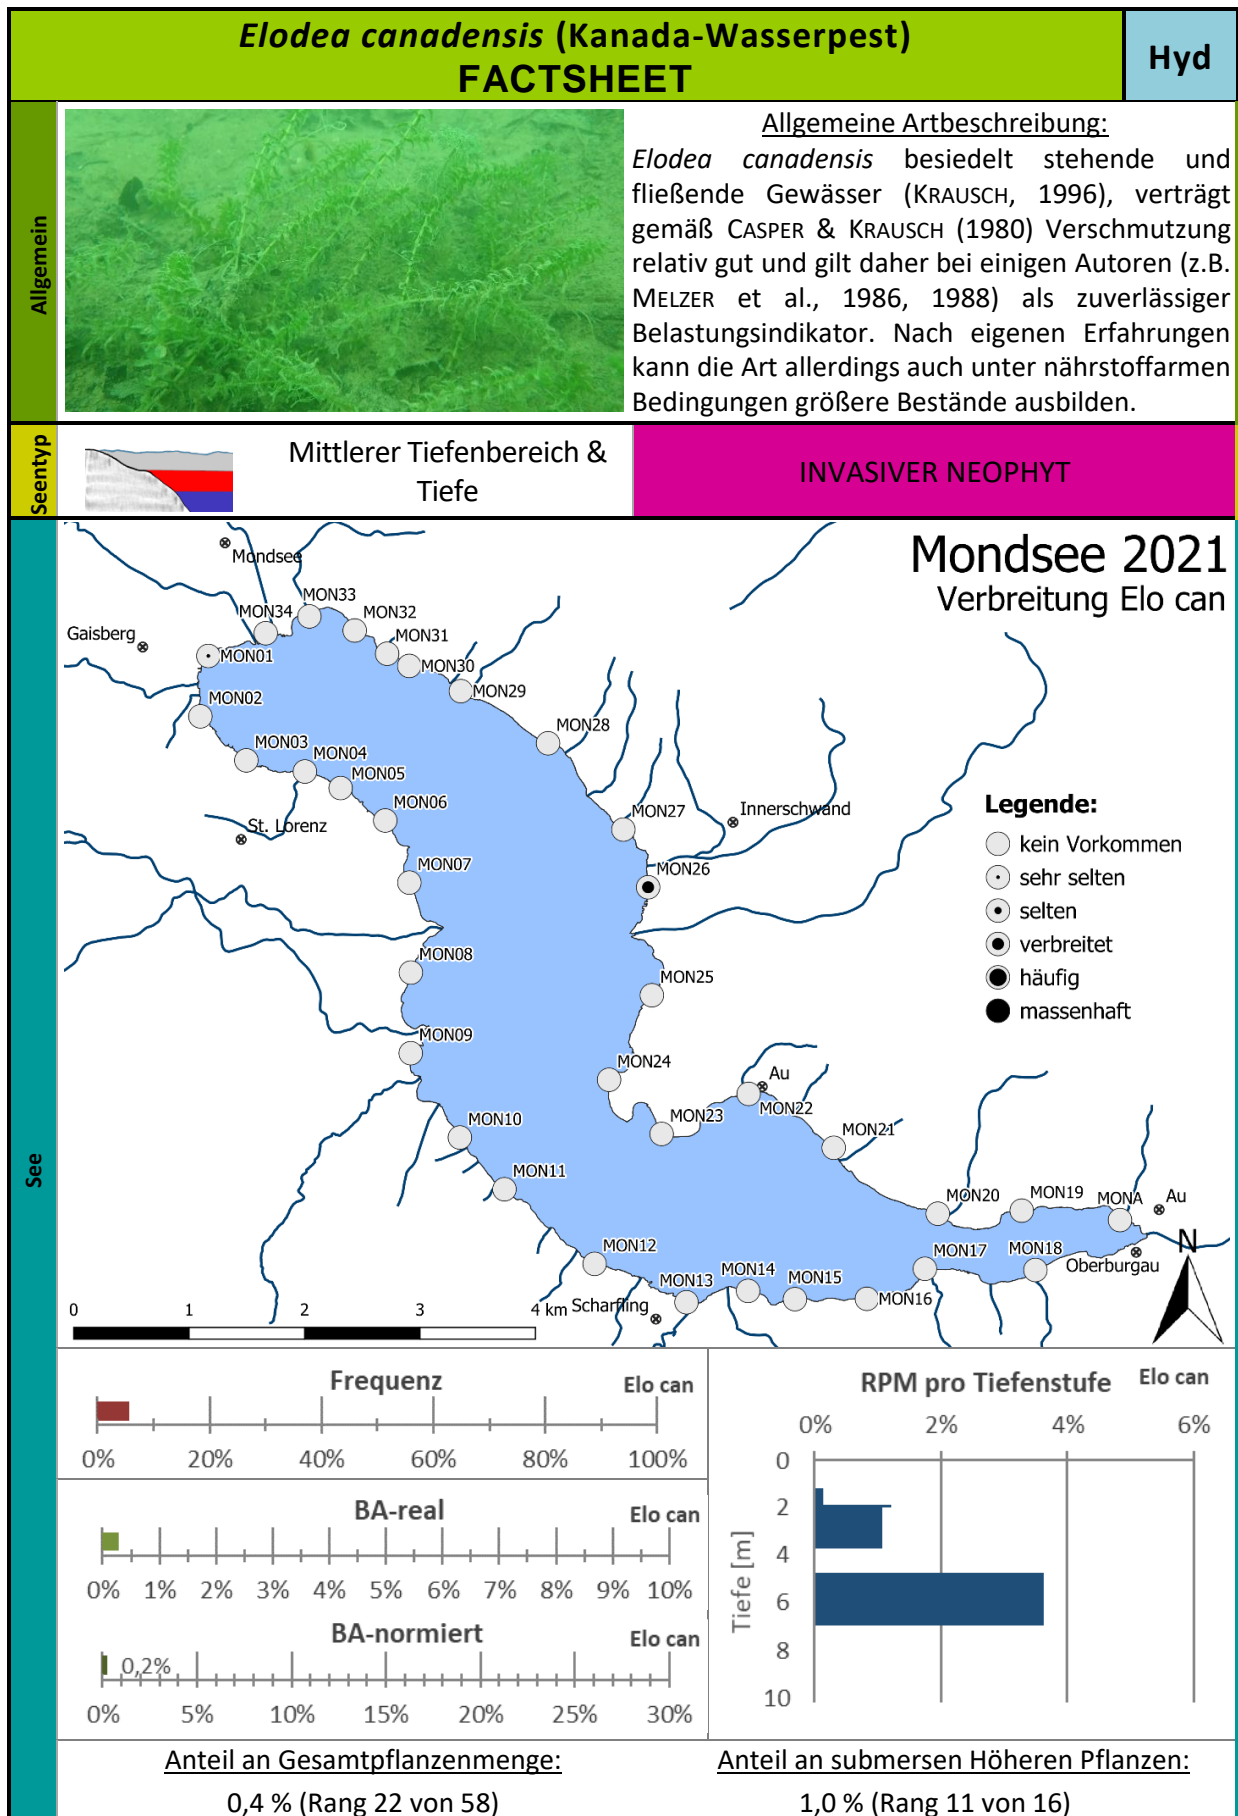 Elodea canadensis (Kanada-Wasserpest)
FACTSHEET
Hyd
Allgemein
Allgemeine Artbeschreibung:
Elodea canadensis besiedelt stehende und
fließende Gewässer (KRAUSCH, 1996), verträgt
gemäß CASPER & KRAUSCH (1980) Verschmutzung
relativ gut und gilt daher bei einigen Autoren (z.B.
MELZER et al., 1986, 1988) als zuverlässiger
Belastungsindikator. Nach eigenen Erfahrungen
kann die Art allerdings auch unter nährstoffarmen
Bedingungen größere Bestände ausbilden.
Seentyp
Mittlerer Tiefenbereich &
Tiefe
INVASIVER NEOPHYT
See
Mondsee 2021
Verbreitung Elo can
Mondsee
Gaisberg
MON34
MON33
MON32
MON31
MON30
MON29
MON28
MON01
MON02
MON03
MON04
MON05
MON06
MON07
St. Lorenz
MON27
Innerschwand
MON26
Legende:
kein Vorkommen
sehr selten
selten
verbreitet
häufig
massenhaft
MON08
MON25
MON09
MON24
Au
MON22
MON23
MON10
MON21
MON11
MON20
MON19
MONA
Au
MON12
MON17
MON18
Oberburgau
N
MON13
MON14
MON15
MON16
Scharfling
0 1 2 3 4 km
Frequenz
Elo can
0% 20% 40% 60% 80% 100%
BA-real
Elo can
0% 1% 2% 3% 4% 5% 6% 7% 8% 9% 10%
BA-normiert
Elo can
0,2%
0% 5% 10% 15% 20% 25% 30%
RPM pro Tiefenstufe
Elo can
0% 2% 4% 6%
Tiefe [m]
0
2
4
6
8
10
Anteil an Gesamtpflanzenmenge:
0,4 % (Rang 22 von 58)
Anteil an submersen Höheren Pflanzen:
1,0 % (Rang 11 von 16)